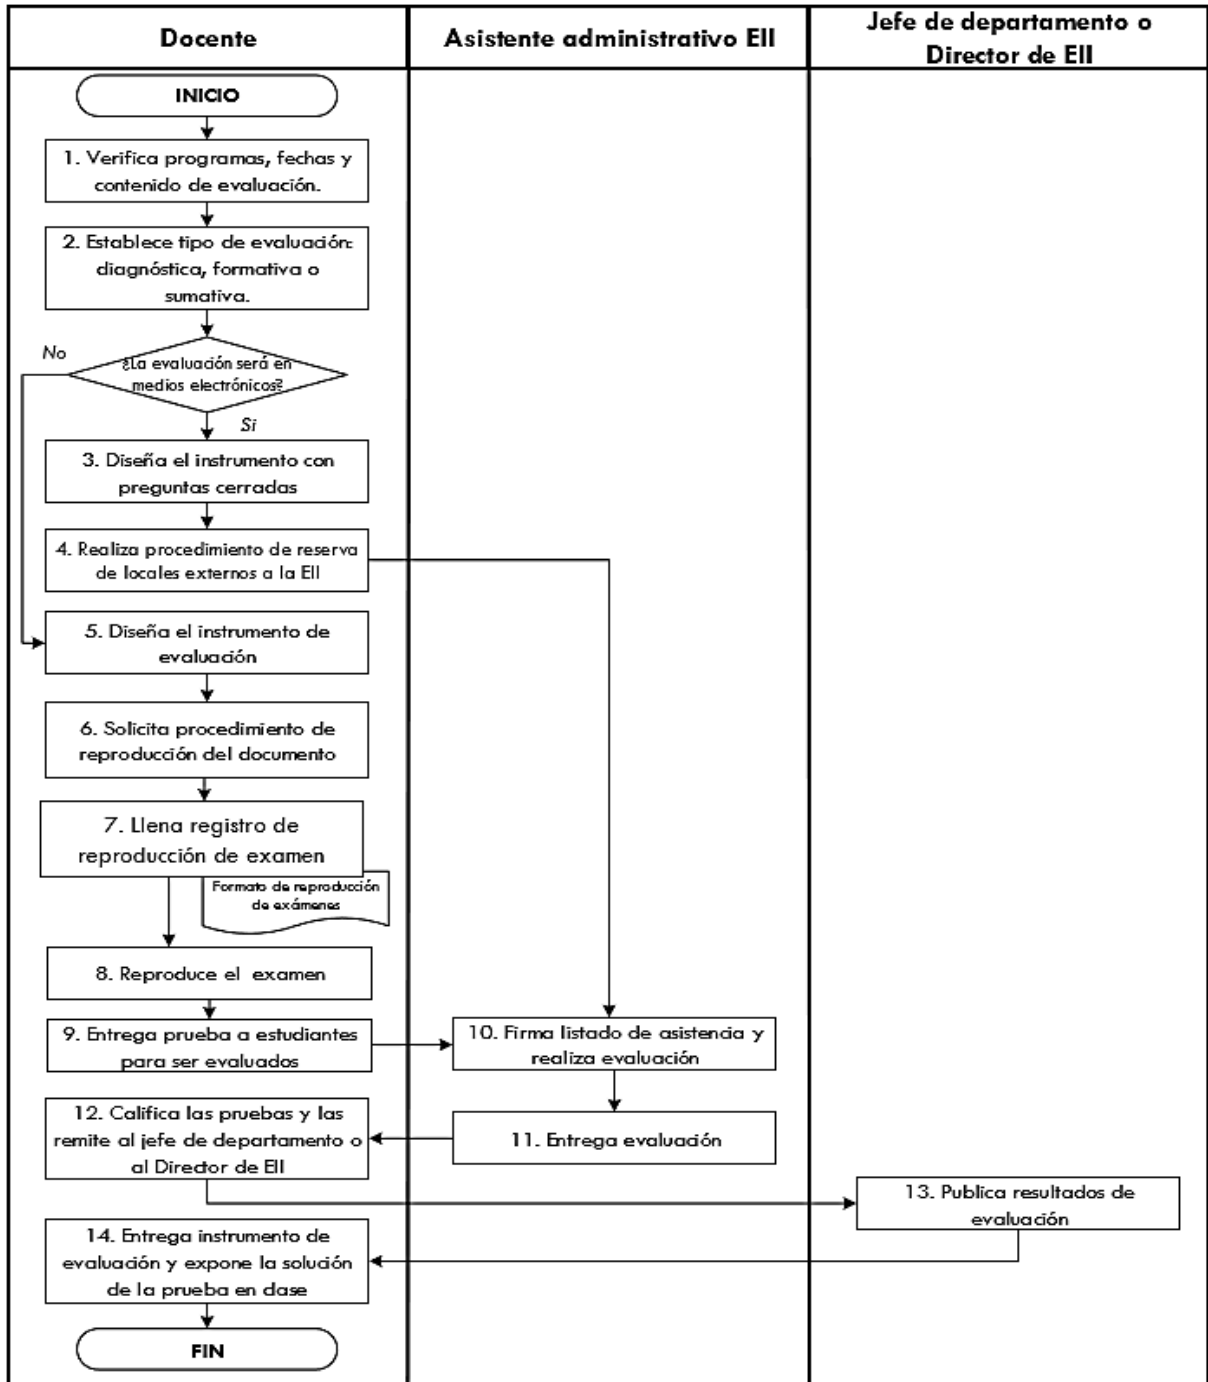 Docente
Asistente administrativo EII
Jefe de departamento o
Director de EII
INICIO
1. Verifica programas, fechas y
contenido de evaluación.
2. Establece tipo de evaluación:
diagnóstica, formativa o
sumativa.
No
¿La evaluación será en
medios electrónicos?
Si
3. Diseña el instrumento con
preguntas cerradas
4. Realiza procedimiento de reserva
de locales externos a la EII
5. Diseña el instrumento de
evaluación
6. Solicita procedimiento de
reproducción del documento
7. Llena registro de
reproducción de examen
Formato de reproducción
de exámenes
8. Reproduce el examen
9. Entrega prueba a estudiantes
para ser evaluados
10. Firma listado de asistencia y
realiza evaluación
11. Entrega evaluación
12. Califica las pruebas y las
remite al jefe de departamento o
al Director de EII
13. Publica resultados de
evaluación
14. Entrega instrumento de
evaluación y expone la solución
de la prueba en clase
FIN